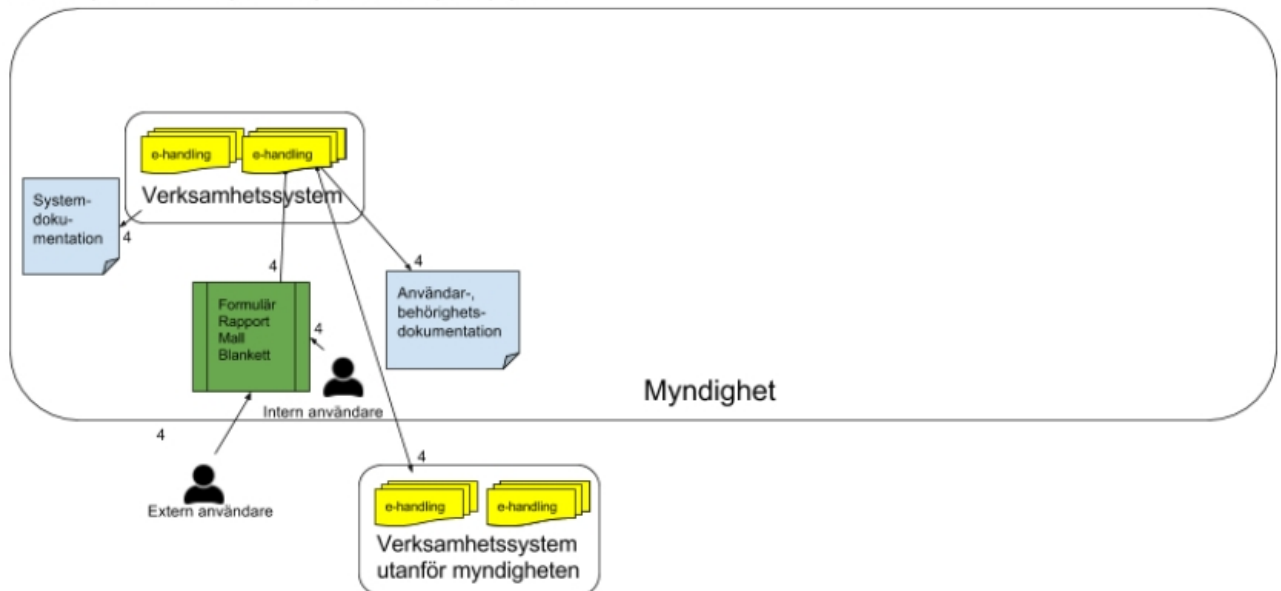 e-handling
e-handling
Verksamhetssystem
System-
doku-
mentation
4
4
4
Användar-,
behörighets-
dokumentation
Formulär
Rapport
Mall
Blankett
4
Intern användare
Myndighet
4
Extern användare
4
e-handling
e-handling
Verksamhetssystem
utanför myndigheten